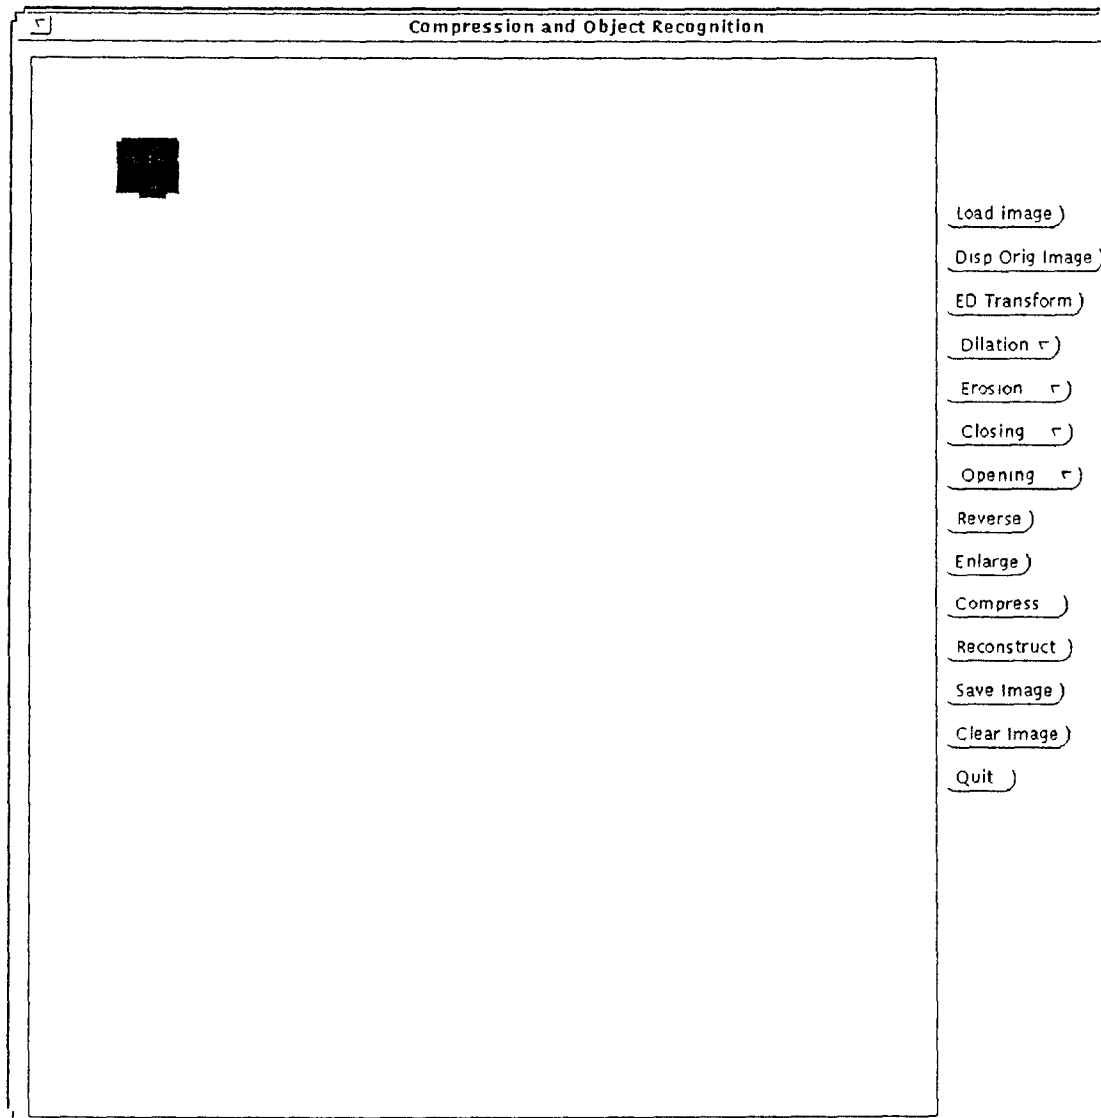 Compression and Object Recognition
Load image
Disp Orig Image
ED Transform
Dilation
Erosion
Closing
Opening
Reverse
Enlarge
Compress
Reconstruct
Save Image
Clear Image
Quit